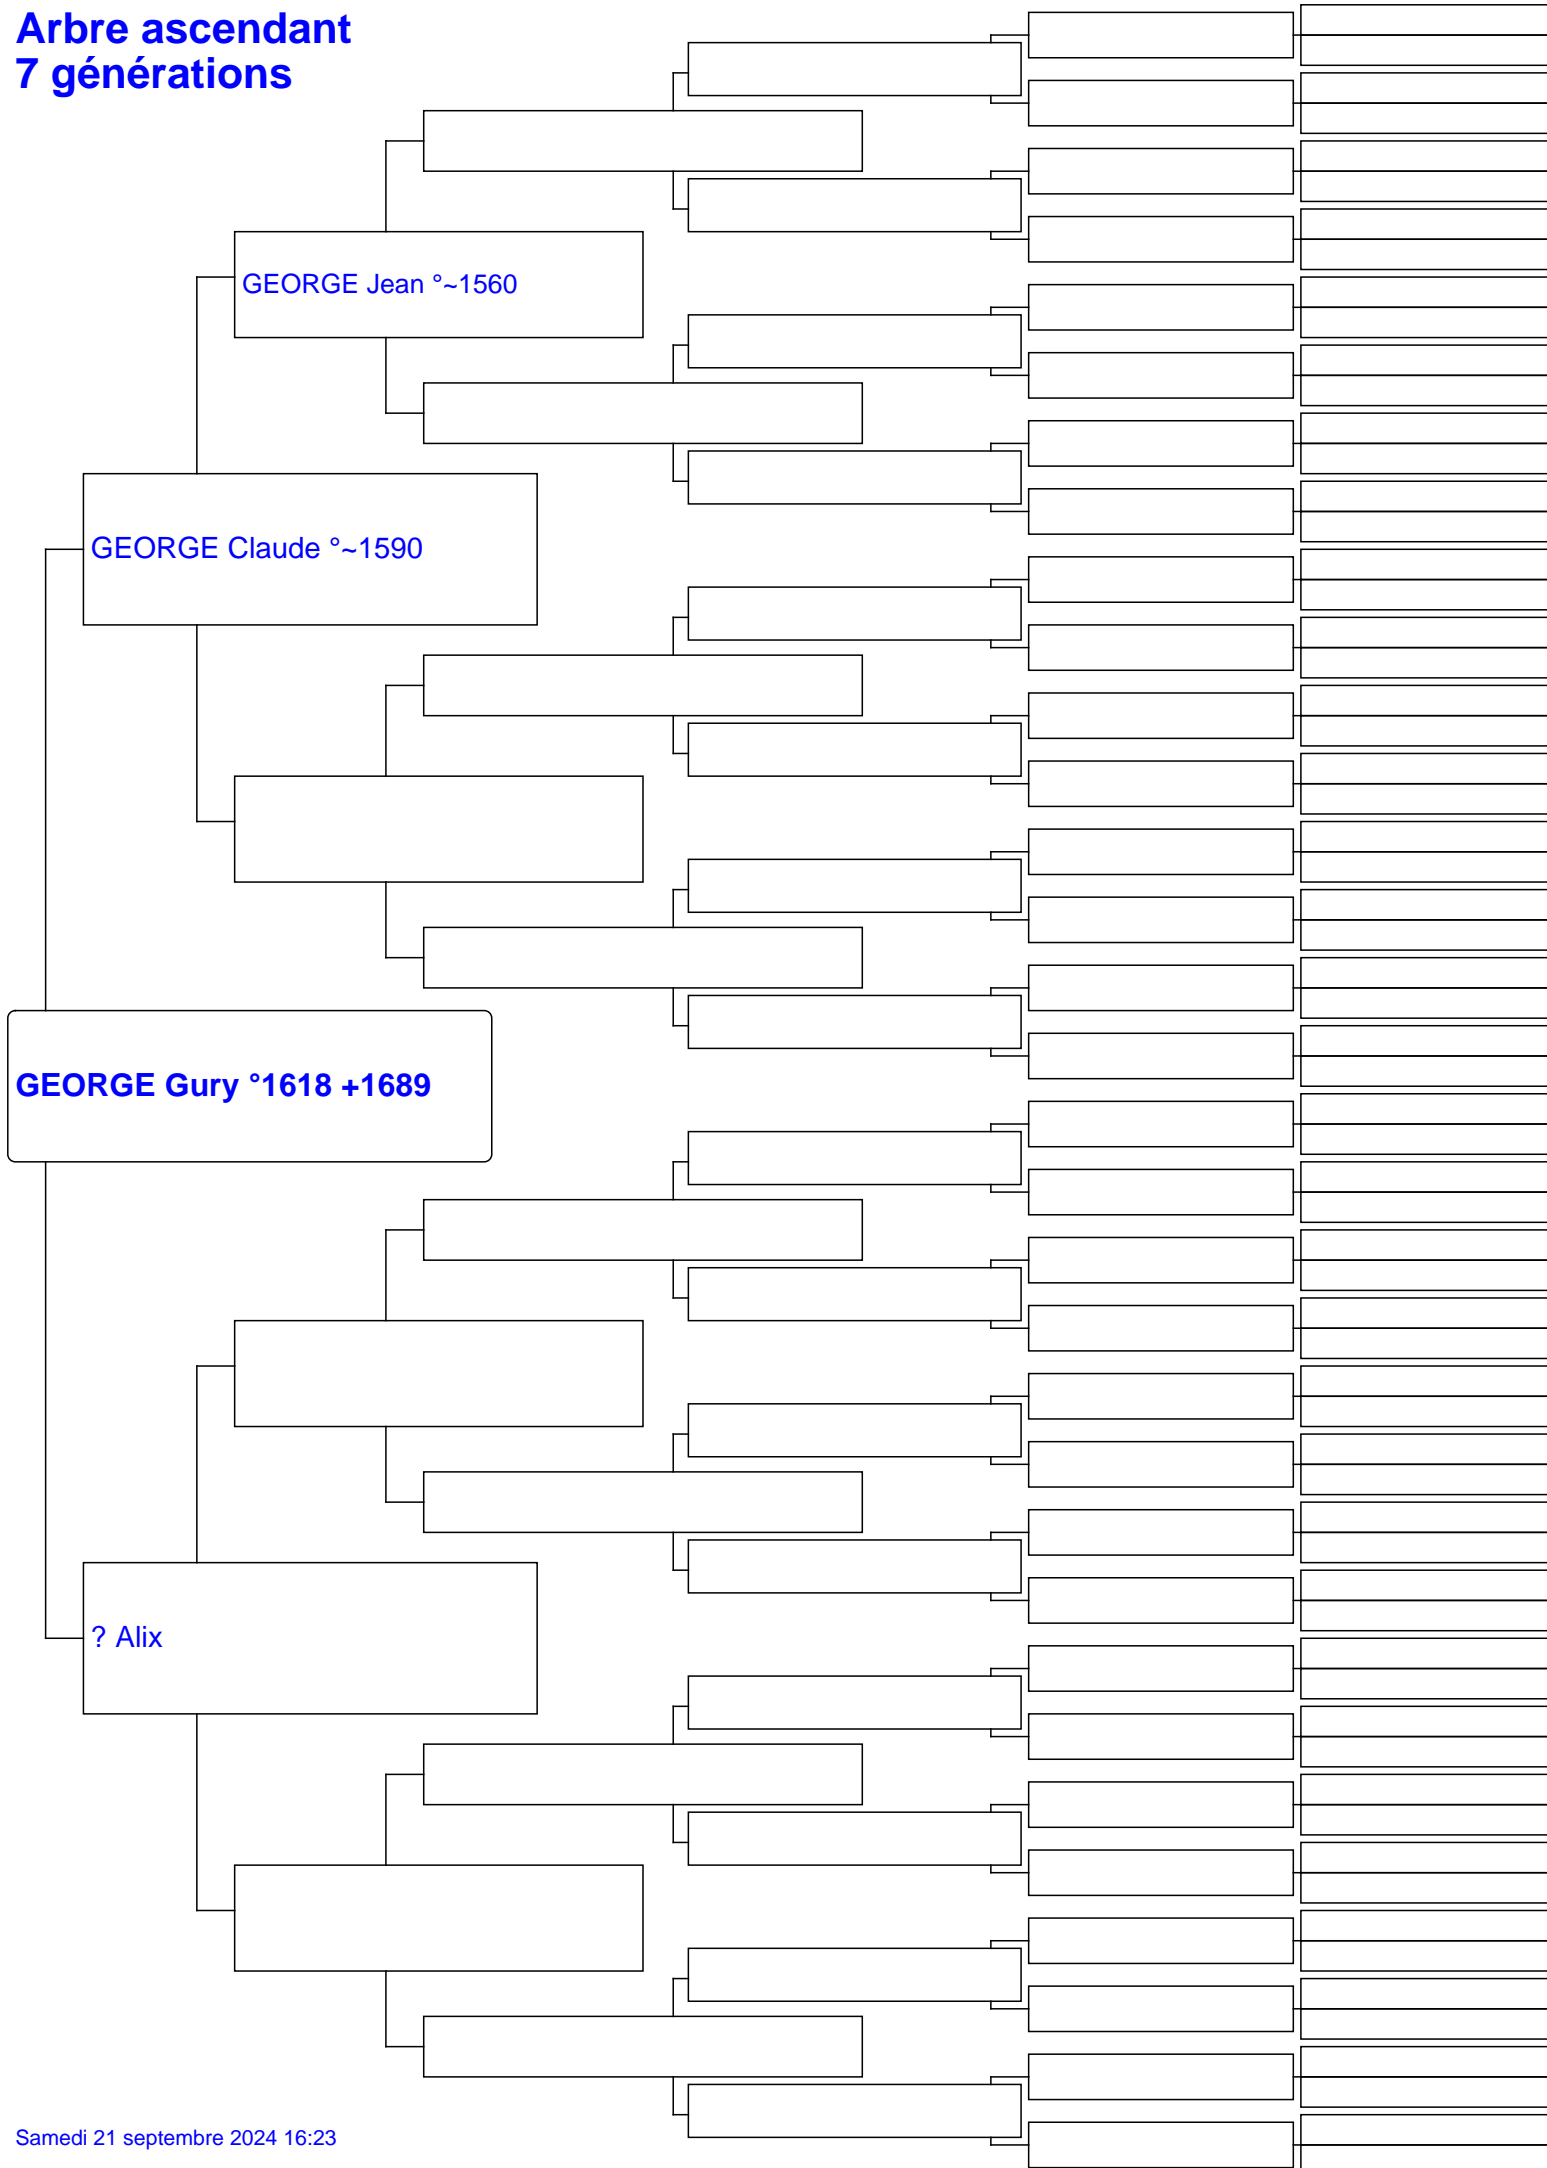 Arbre ascendant
7 générations
GEORGE Jean °~1560
GEORGE Claude °~1590
GEORGE Gury °1618 +1689
? Alix
Samedi 21 septembre 2024 16:23